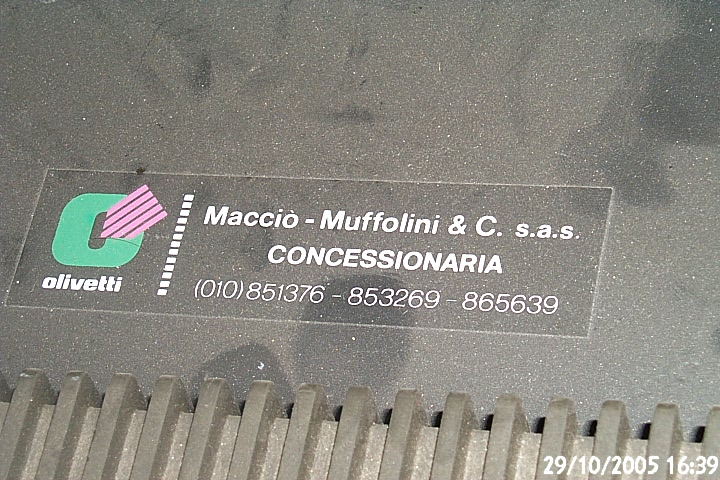 olivetti
Macciò - Muffolini & C. s.a.s.
CONCESSIONARIA
(010) 851376 - 853269 - 865639
29/10/2005 16:39